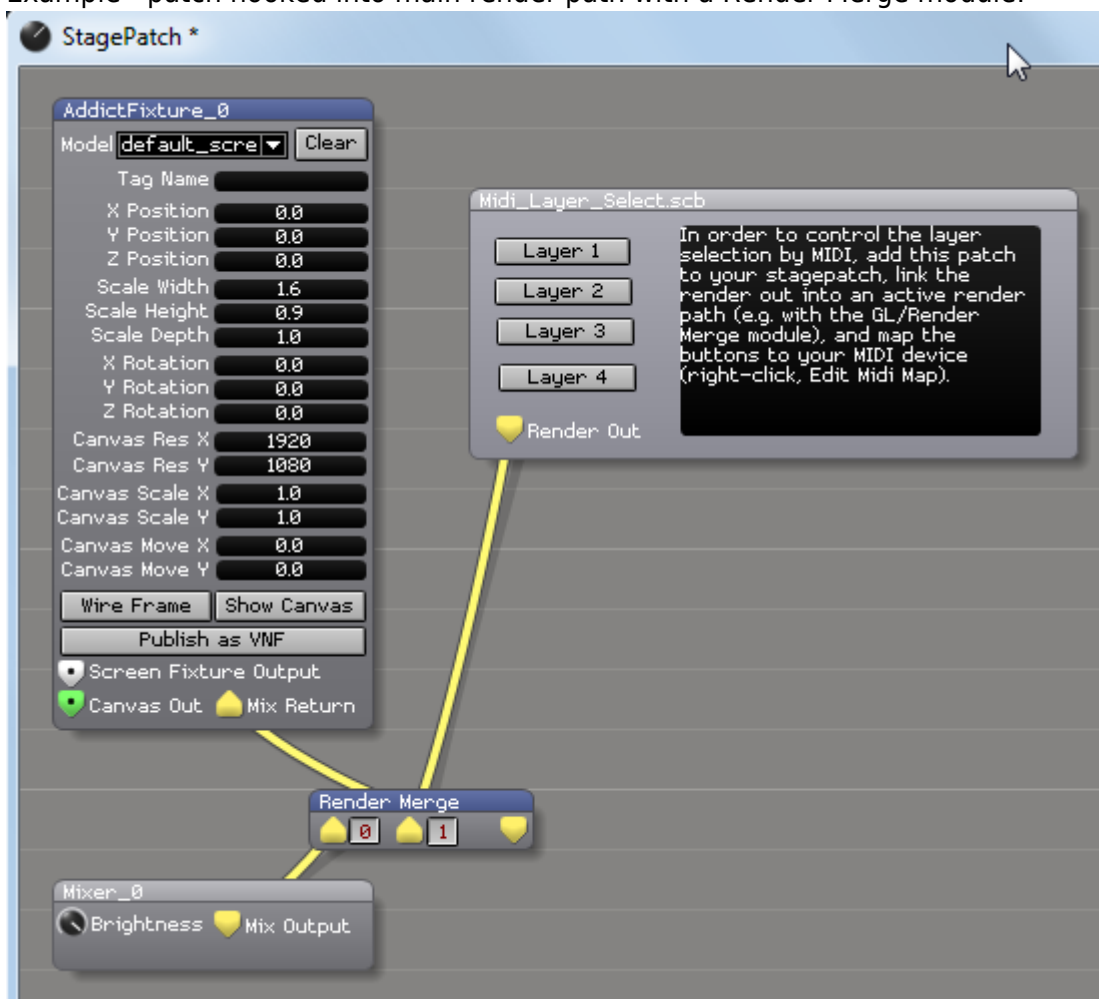 Example - patch hooked into main render path with a Render Merge module:
StagePatch *
AddictFixture_0
Model default_scre Clear
Tag Name
X Position 0.0
Y Position 0.0
Z Position 0.0
Scale Width 1.6
Scale Height 0.9
Scale Depth 1.0
X Rotation 0.0
Y Rotation 0.0
Z Rotation 0.0
Canvas Res X 1920
Canvas Res Y 1080
Canvas Scale X 1.0
Canvas Scale Y 1.0
Canvas Move X 0.0
Canvas Move Y 0.0
Wire Frame Show Canvas
Publish as VNF
Screen Fixture Output
Canvas Out Mix Return
Midi_Layer_Select.scb
Layer 1
Layer 2
Layer 3
Layer 4
Render Out
In order to control the layer
selection by MIDI, add this patch
to your stagepatch, link the
render out into an active render
path (e.g. with the GL/Render
Merge module), and map the
buttons to your MIDI device
(right-click, Edit Midi Map).
Render Merge
0 1
Mixer_0
Brightness Mix Output